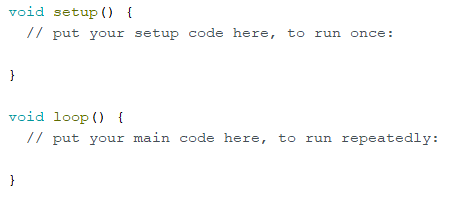 void setup() {
  // put your setup code here, to run once:
}
void loop() {
  // put your main code here, to run repeatedly:
}